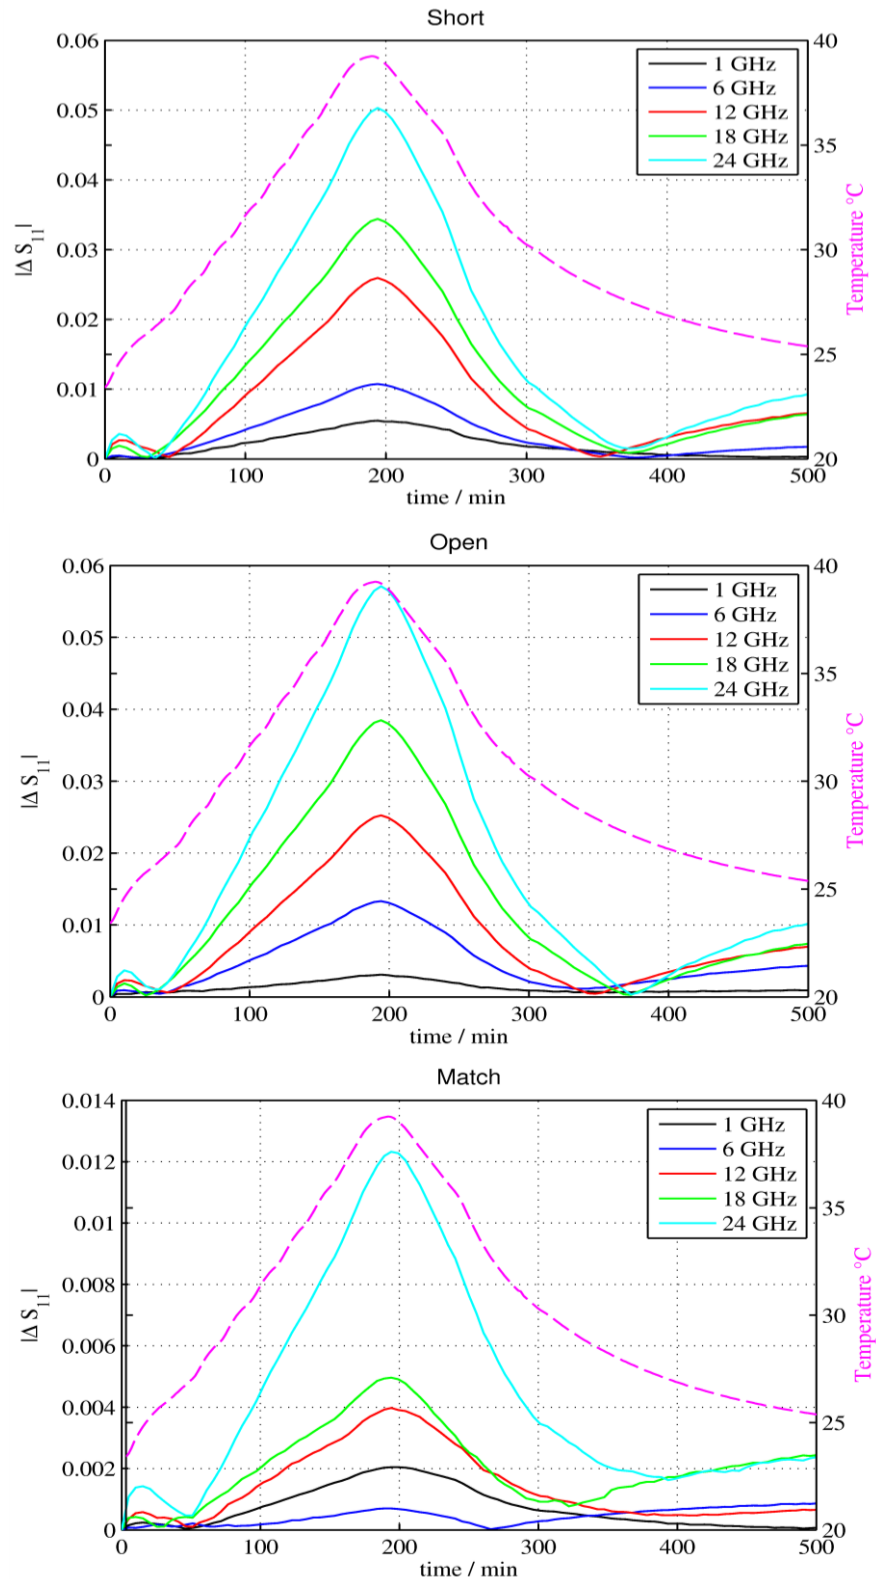 Short
0.06
0.05
0.04
0.03
0.02
0.01
0
|Δ S11|
40
35
30
25
20
Temperature °C
1 GHz
6 GHz
12 GHz
18 GHz
24 GHz
0 100 200 300 400 500
time / min
Open
0.06
0.05
0.04
0.03
0.02
0.01
0
|Δ S11|
40
35
30
25
20
Temperature °C
1 GHz
6 GHz
12 GHz
18 GHz
24 GHz
0 100 200 300 400 500
time / min
Match
0.014
0.012
0.01
0.008
0.006
0.004
0.002
0
|Δ S11|
40
35
30
25
20
Temperature °C
1 GHz
6 GHz
12 GHz
18 GHz
24 GHz
0 100 200 300 400 500
time / min